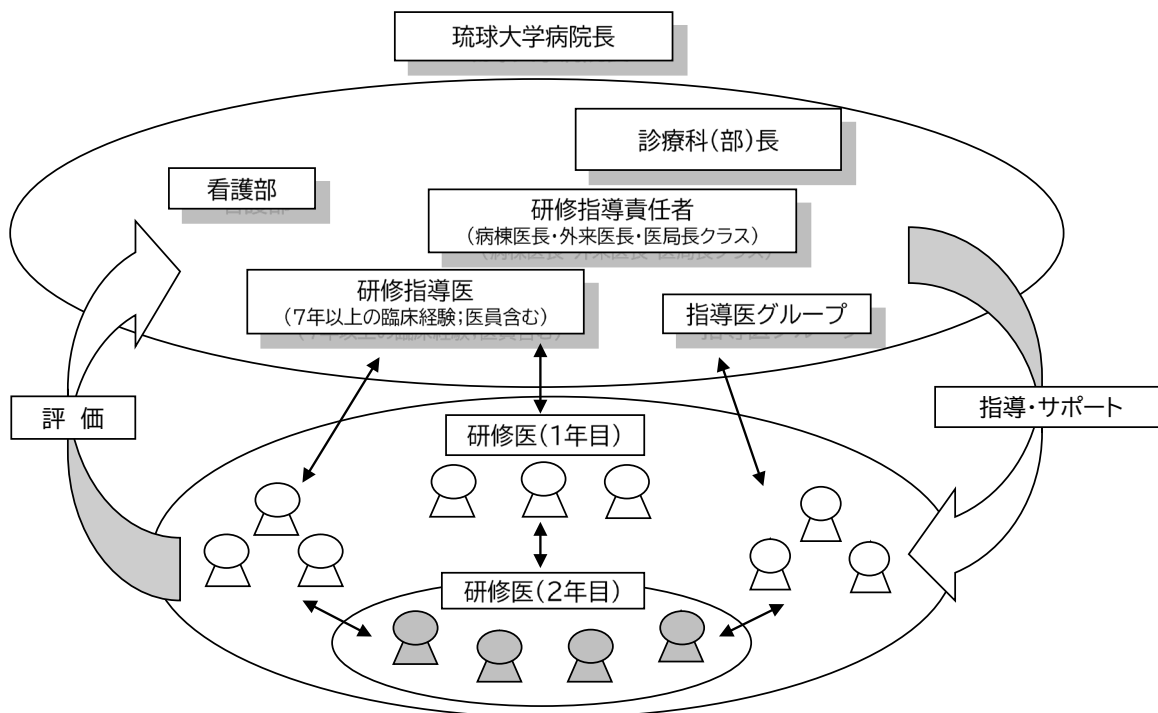 琉球大学病院長
診療科(部)長
看護部
研修指導責任者
(病棟医長・外来医長・医局長クラス)
研修指導医
(7年以上の臨床経験;医員含む)
指導医グループ
評 価
指導・サポート
研修医(1年目)
研修医(2年目)